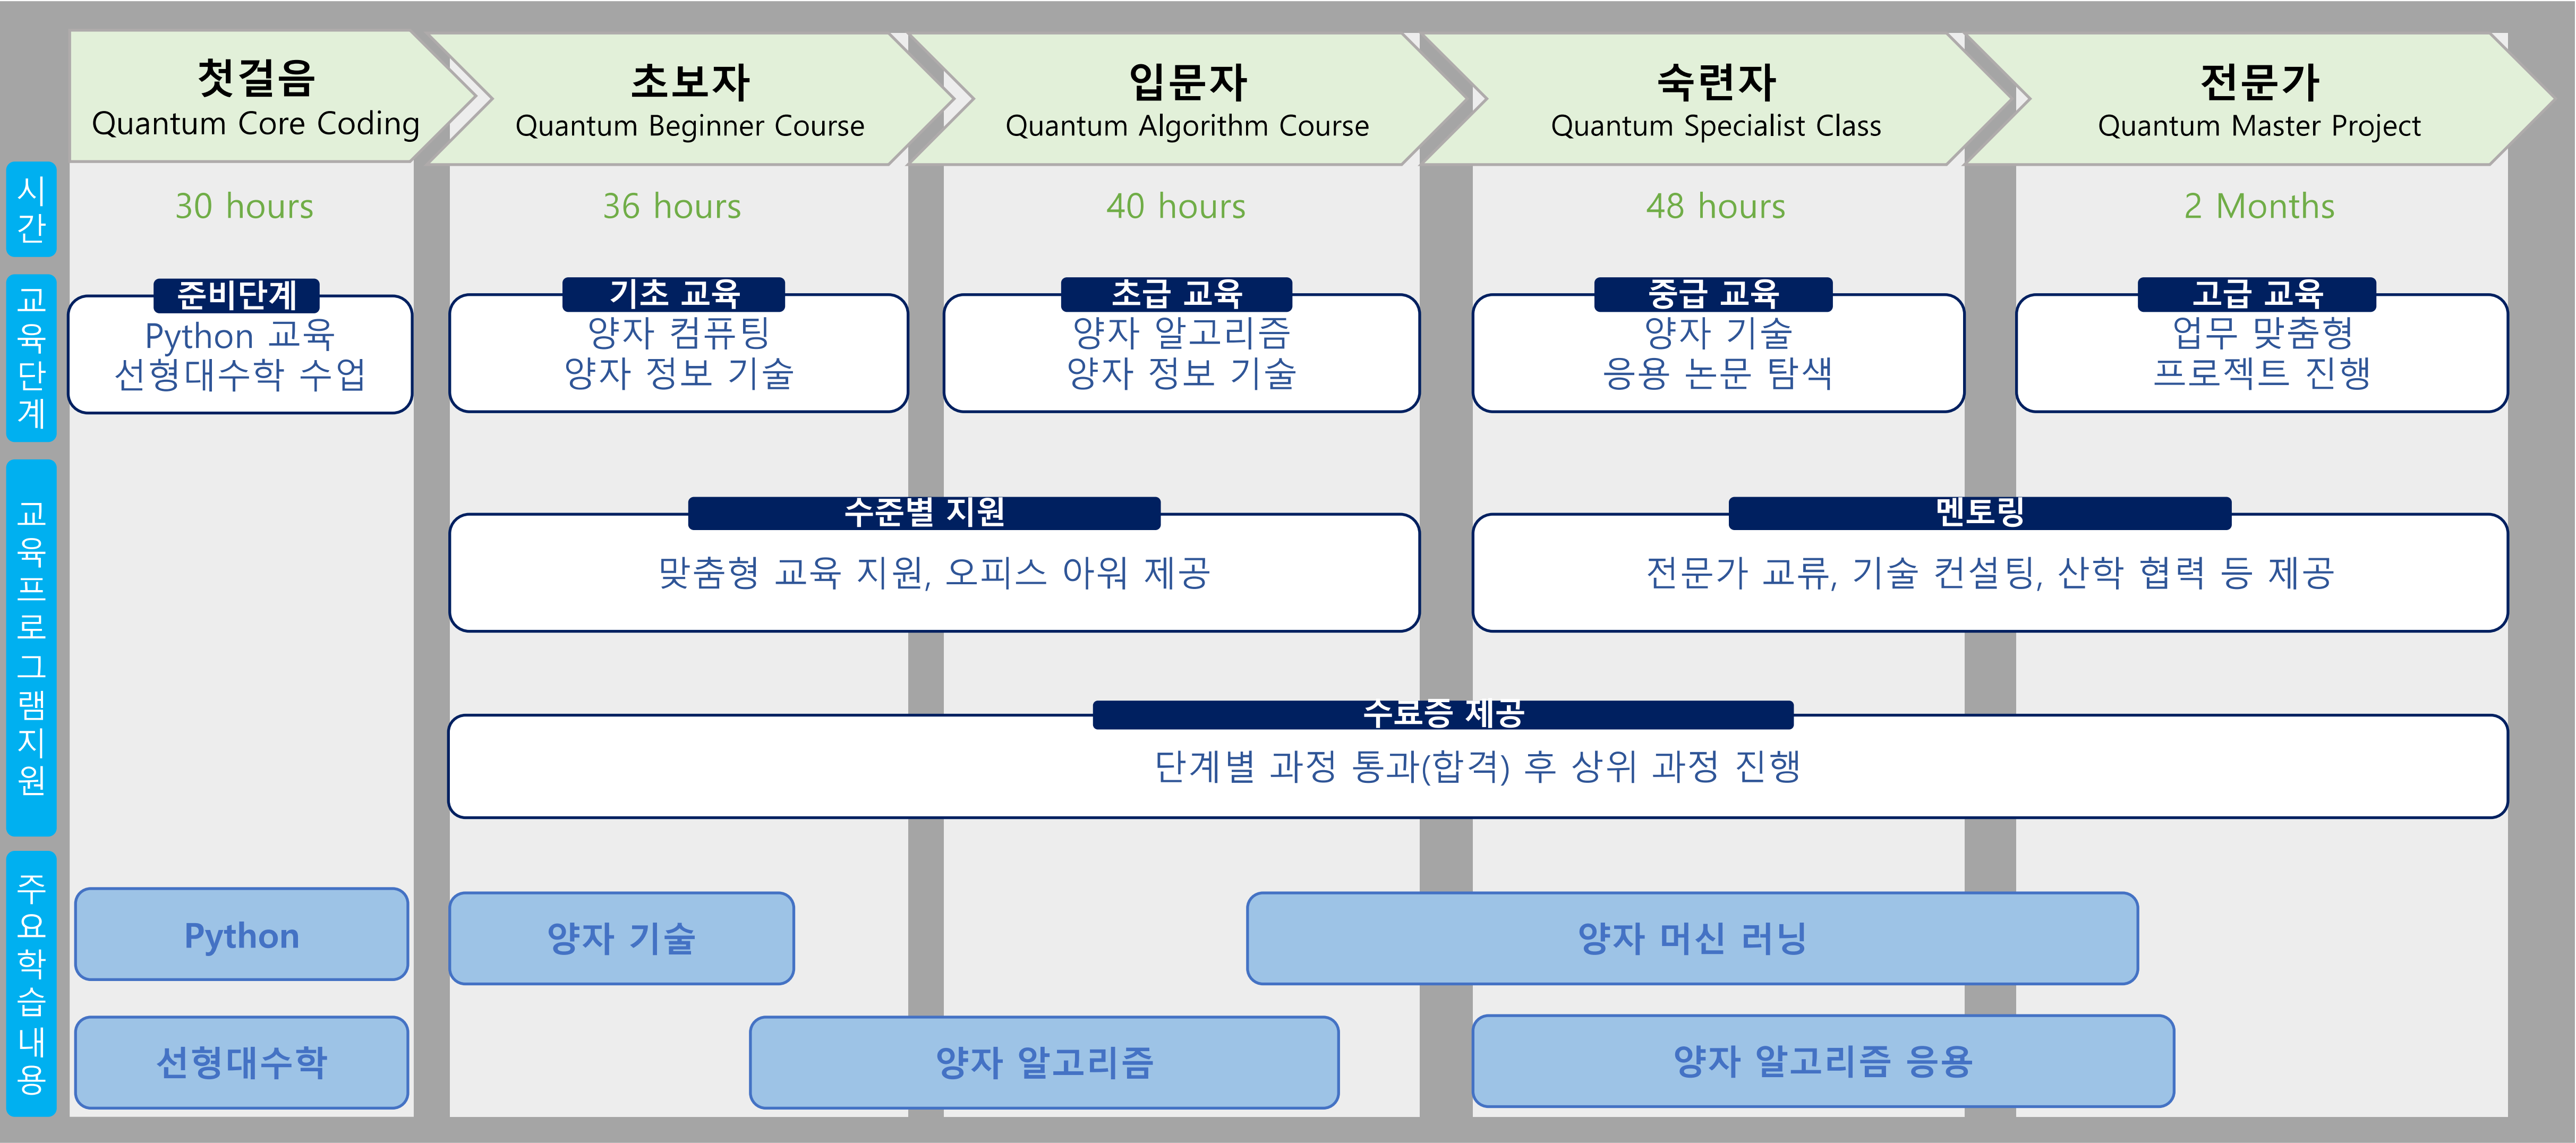 첫걸음
Quantum Core Coding
초보자
Quantum Beginner Course
입문자
Quantum Algorithm Course
숙련자
Quantum Specialist Class
전문가
Quantum Master Project
시간
30 hours
36 hours
40 hours
48 hours
2 Months
교육단계
준비단계
Python 교육
선형대수학 수업
기초 교육
양자 컴퓨팅
양자 정보 기술
초급 교육
양자 알고리즘
양자 정보 기술
중급 교육
양자 기술
응용 논문 탐색
고급 교육
업무 맞춤형
프로젝트 진행
교육프로그램지원
수준별 지원
맞춤형 교육 지원, 오피스 아워 제공
멘토링
전문가 교류, 기술 컨설팅, 산학 협력 등 제공
수료증 제공
단계별 과정 통과(합격) 후 상위 과정 진행
주요학습내용
Python
양자 기술
양자 머신 러닝
선형대수학
양자 알고리즘
양자 알고리즘 응용